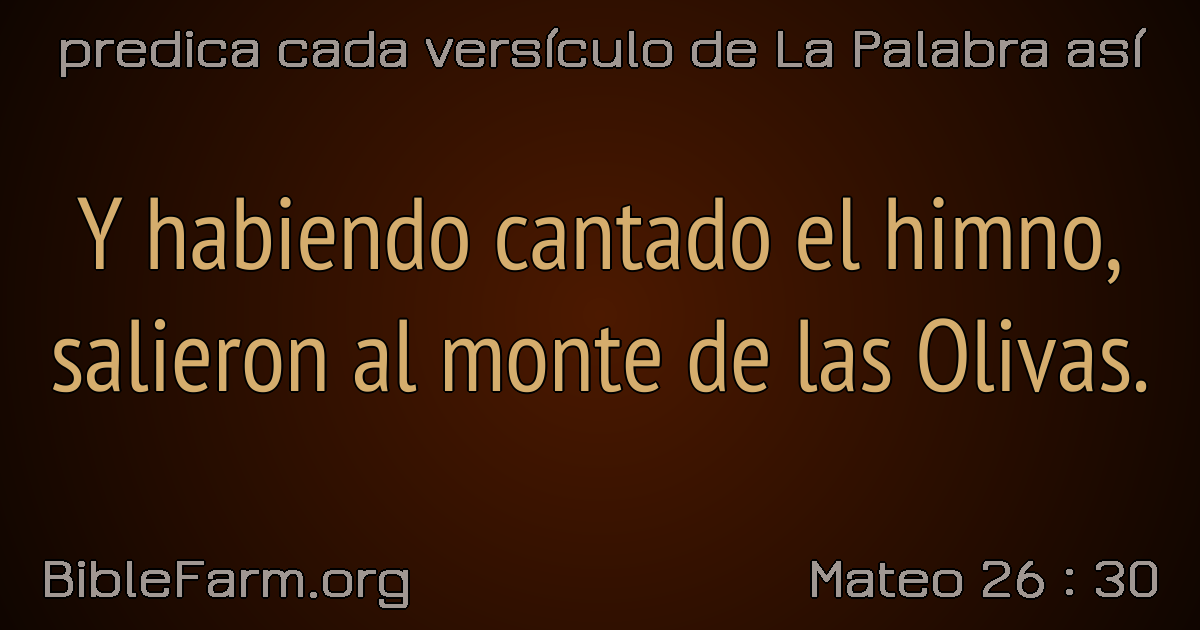 predica cada versículo de La Palabra así
Y habiendo cantado el himno,
salieron al monte de las Olivas.
BibleFarm.org
Mateo 26 : 30